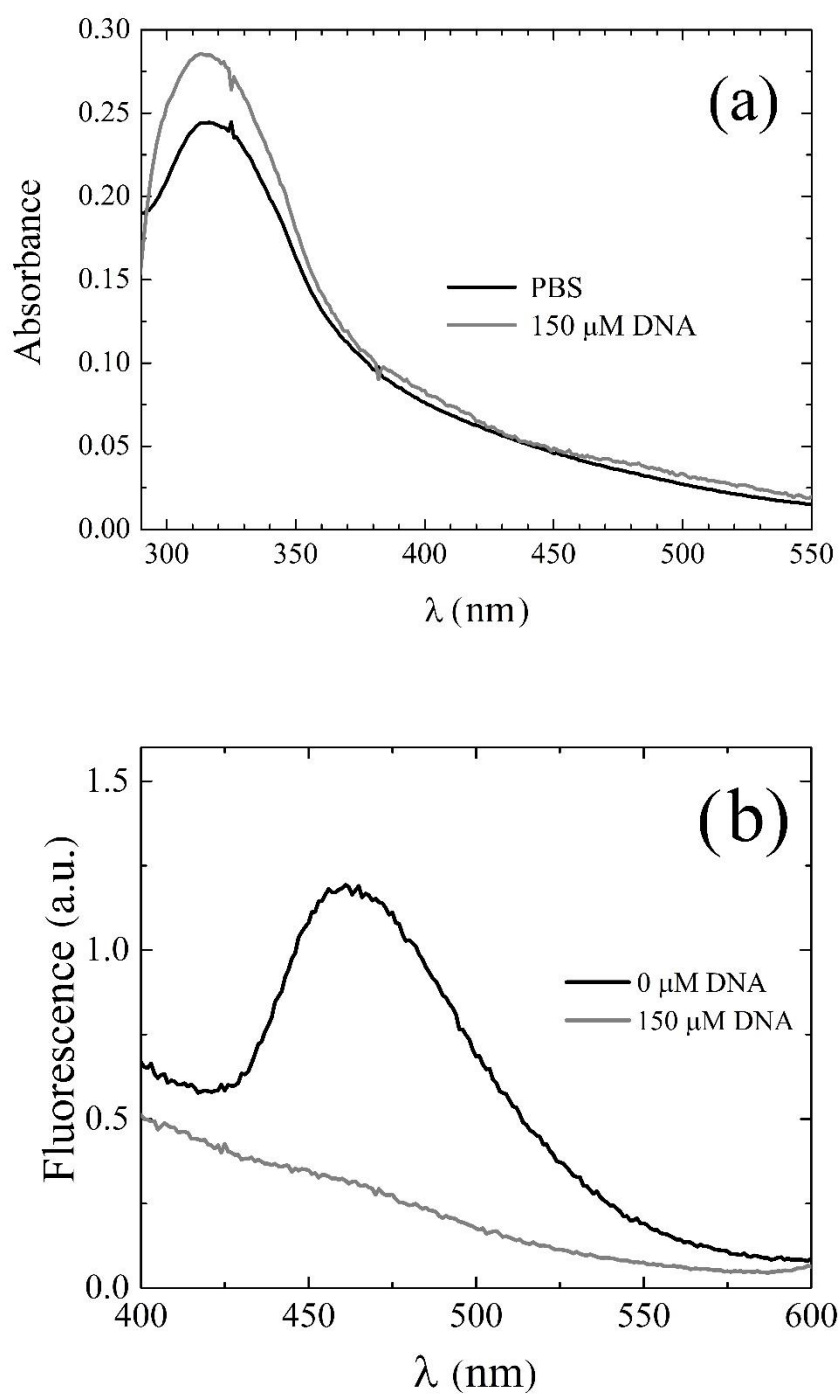 (a)
0.30
0.25
0.20
0.15
0.10
0.05
0.00
Absorbance
PBS
150 μM DNA
300 350 400 450 500 550
λ (nm)
(b)
1.5
1.0
0.5
0.0
Fluorescence (a.u.)
0 μM DNA
150 μM DNA
400 450 500 550 600
λ (nm)